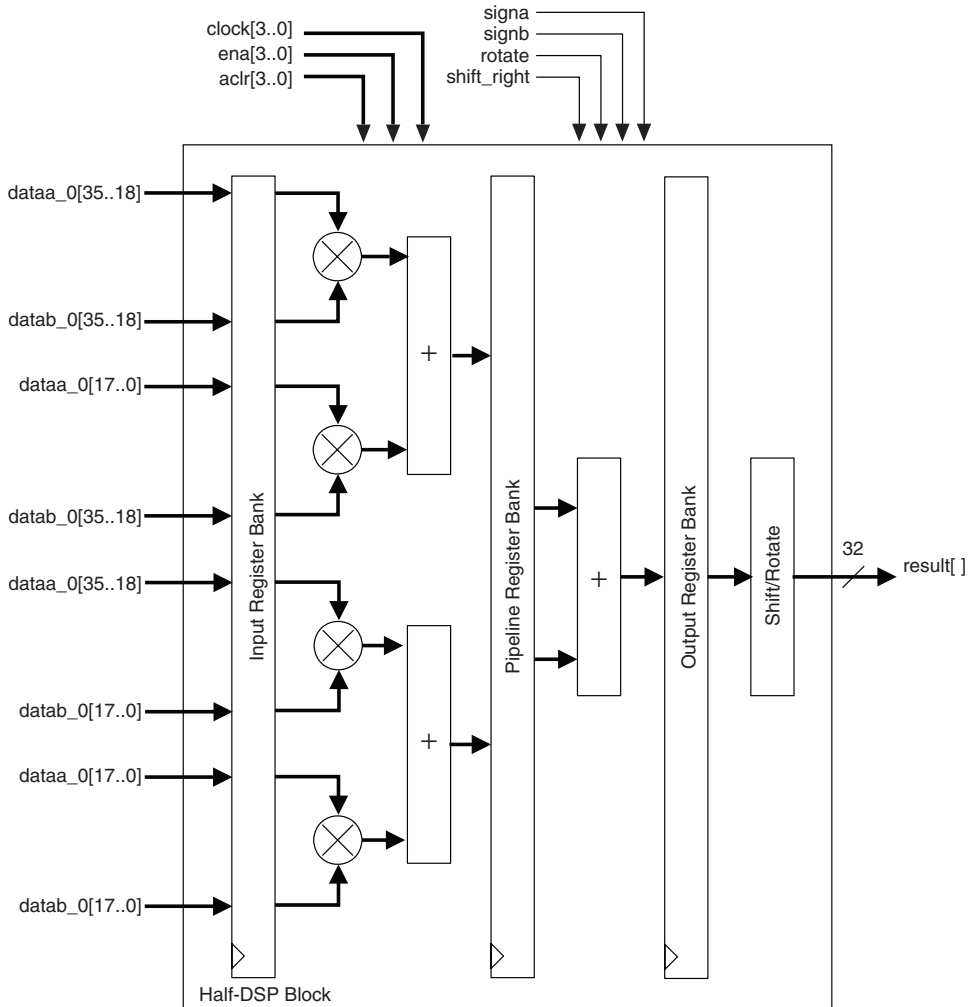 clock[3..0]
ena[3..0]
aclr[3..0]
signa
signb
rotate
shift_right
dataa_0[35..18]
datab_0[35..18]
dataa_0[17..0]
datab_0[35..18]
dataa_0[35..18]
datab_0[17..0]
dataa_0[17..0]
datab_0[17..0]
Input Register Bank
+
+
Pipeline Register Bank
+
Output Register Bank
Shift/Rotate
32
result[ ]
Half-DSP Block